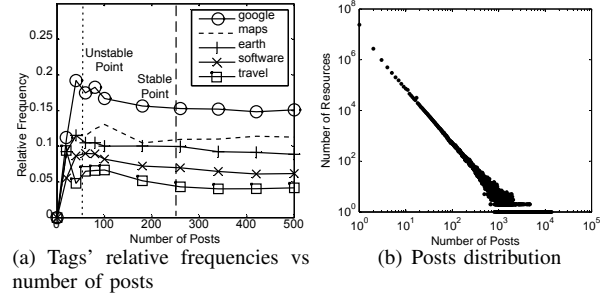 0.25
0.2
0.15
0.1
0.05
0
0 100 200 300 400 500
Relative Frequency
Number of Posts
Unstable
Point
Stable
Point
google
maps
earth
software
travel
(a) Tags' relative frequencies vs
number of posts
10^8
10^6
10^4
10^2
10^0
10^0 10^1 10^2 10^3 10^4 10^5
Number of Resources
Number of Posts
(b) Posts distribution